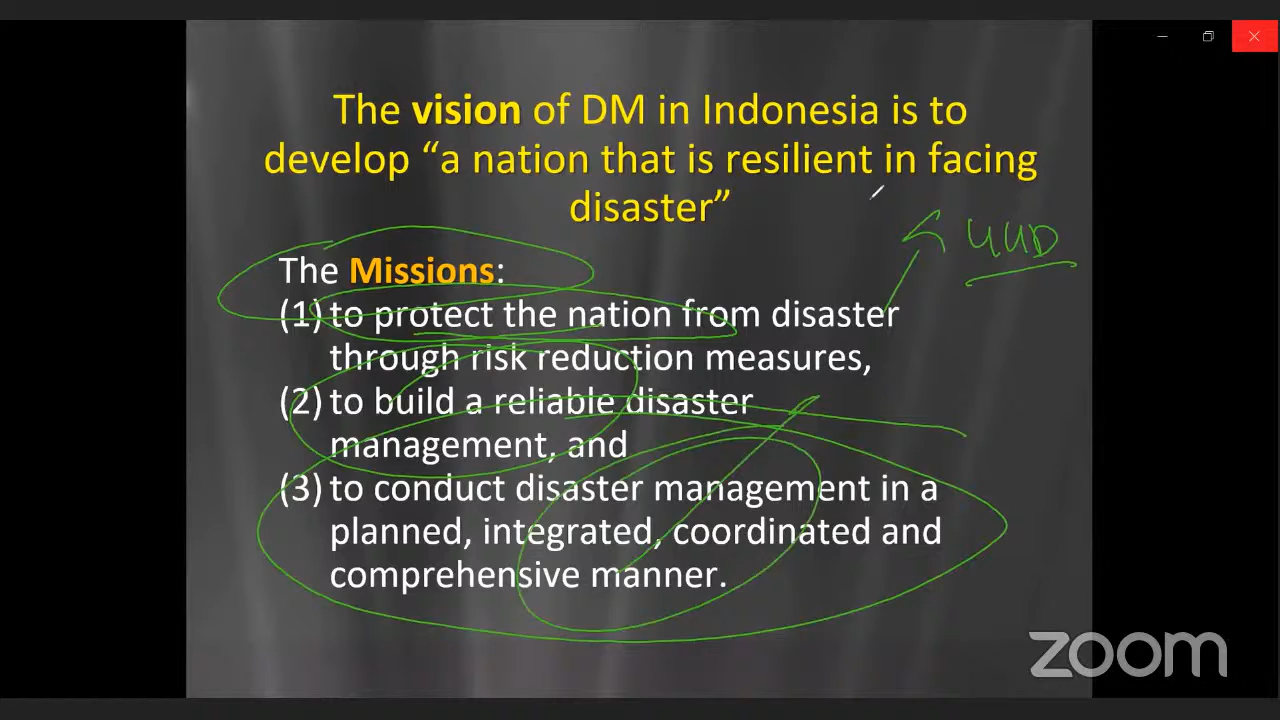 The vision of DM in Indonesia is to
develop “a nation that is resilient in facing
disaster”
UUD
The Missions:
(1) to protect the nation from disaster
through risk reduction measures,
(2) to build a reliable disaster
management, and
(3) to conduct disaster management in a
planned, integrated, coordinated and
comprehensive manner.
zoom